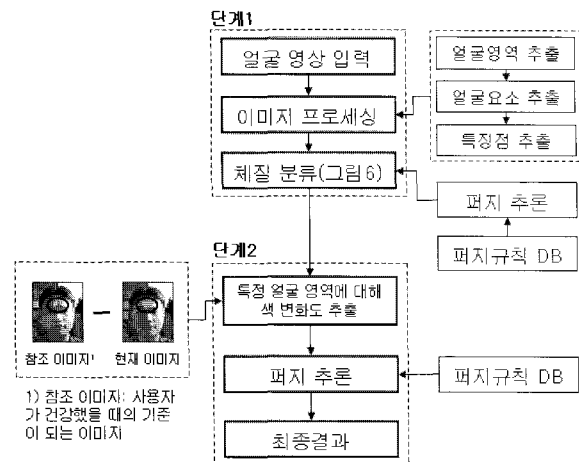 단계1
얼굴 영상 입력
이미지 프로세싱
체질 분류(그림 6)
얼굴영역 추출
얼굴요소 추출
특징점 추출
퍼지 추론
퍼지규칙 DB
단계2
특정 얼굴 영역에 대해
색 변화도 추출
퍼지 추론
최종결과
퍼지규칙 DB
참조 이미지¹
현재 이미지
1) 참조 이미지: 사용자
가 건강했을 때의 기준
이 되는 이미지